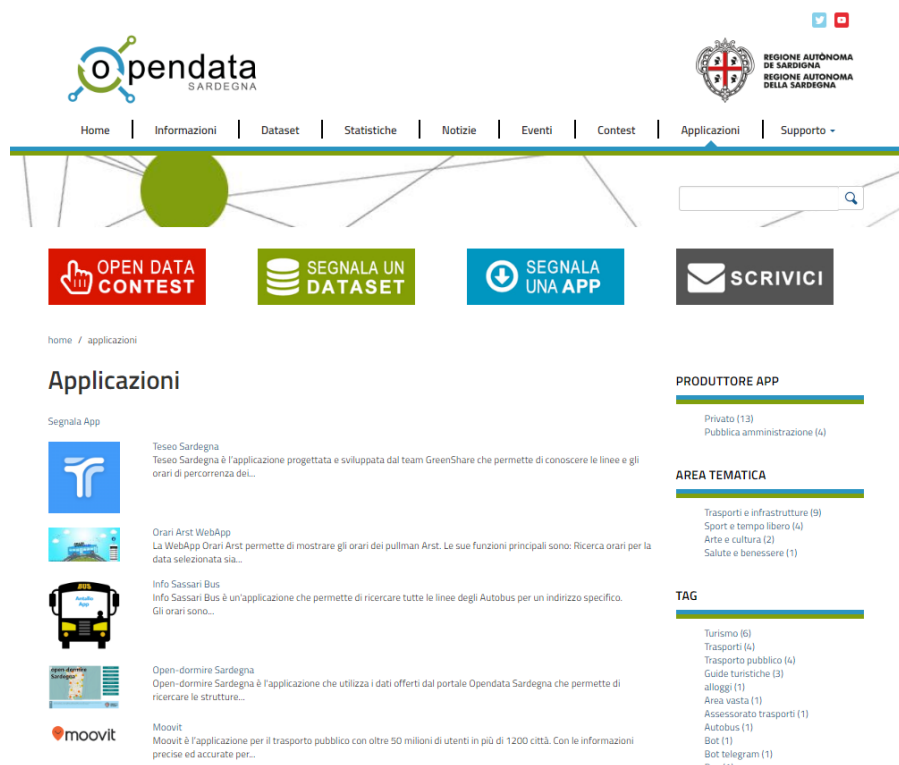 opendata
SARDEGNA
REGIONE AUTÒNOMA
DE SARDIGNA
REGIONE AUTONOMA
DELLA SARDEGNA
Home
Informazioni
Dataset
Statistiche
Notizie
Eventi
Contest
Applicazioni
Supporto
OPEN DATA
CONTEST
SEGNALA UN
DATASET
SEGNALA
UNA APP
SCRIVICI
home / applicazioni
Applicazioni
Segnala App
Teseo Sardegna
Teseo Sardegna è l'applicazione progettata e sviluppata dal team GreenShare che permette di conoscere le linee e gli
orari di percorrenza dei...
Orari Arst WebApp
La WebApp Orari Arst permette di mostrare gli orari dei pullman Arst. Le sue funzioni principali sono: Ricerca orari per la
data selezionata sia...
BUS
Antullo
App
Info Sassari Bus
Info Sassari Bus è un'applicazione che permette di ricercare tutte le linee degli Autobus per un indirizzo specifico.
Gli orari sono...
open-dormire
Sardegna
Open-dormire Sardegna
Open-dormire Sardegna è l'applicazione che utilizza i dati offerti dal portale Opendata Sardegna che permette di
ricercare le strutture...
moovit
Moovit
Moovit è l'applicazione per il trasporto pubblico con oltre 50 milioni di utenti in più di 1200 città. Con le informazioni
precise ed accurate per...
PRODUTTORE APP
Privato (13)
Pubblica amministrazione (4)
AREA TEMATICA
Trasporti e infrastrutture (9)
Sport e tempo libero (4)
Arte e cultura (2)
Salute e benessere (1)
TAG
Turismo (6)
Trasporti (4)
Trasporto pubblico (4)
Guide turistiche (3)
alloggi (1)
Area vasta (1)
Assessorato trasporti (1)
Autobus (1)
Bot (1)
Bot telegram (1)